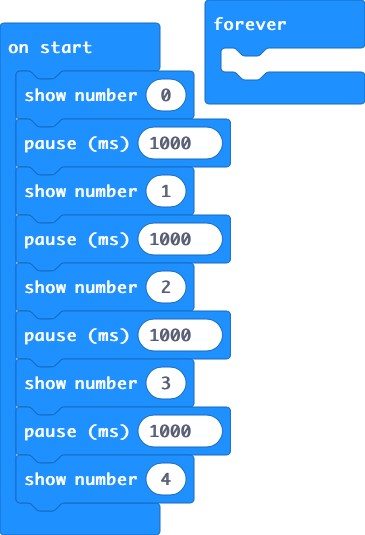 on start
show number 0
pause (ms) 1000
show number 1
pause (ms) 1000
show number 2
pause (ms) 1000
show number 3
pause (ms) 1000
show number 4
forever